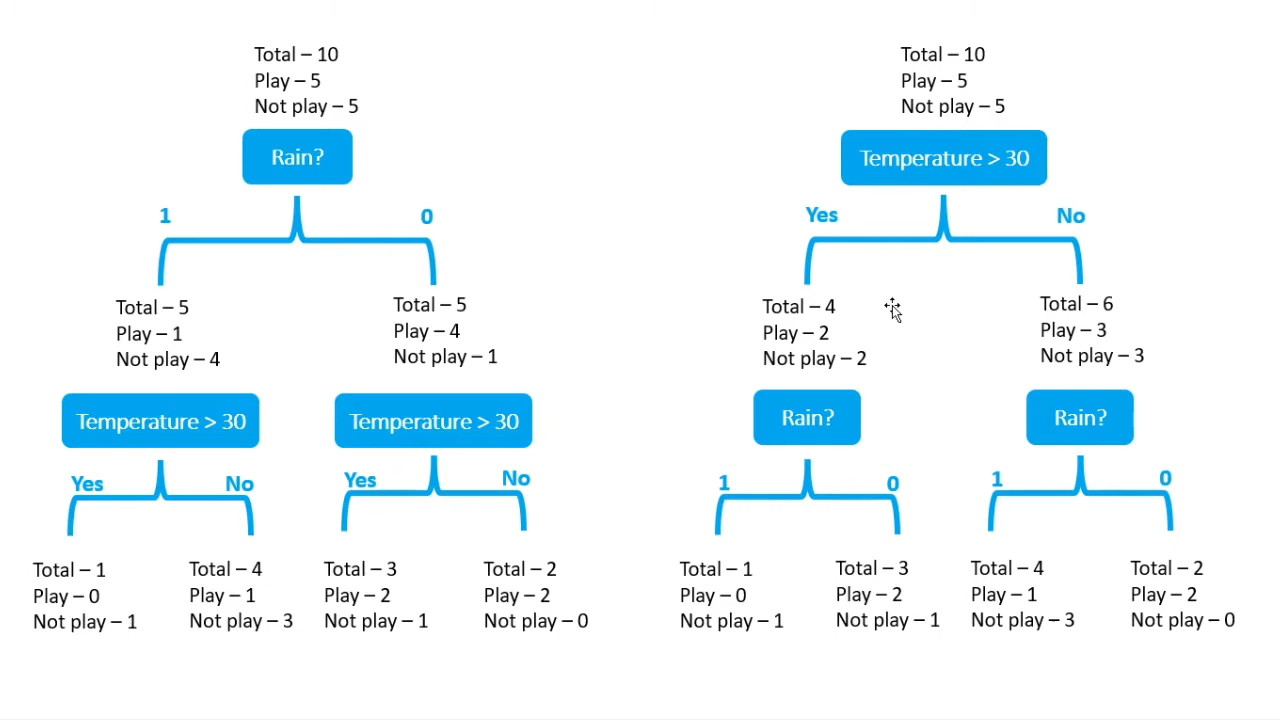 Total – 10
Play – 5
Not play – 5
Rain?
1
0
Total – 5
Play – 1
Not play – 4
Total – 5
Play – 4
Not play – 1
Temperature > 30
Temperature > 30
Yes
No
Yes
No
Total – 1
Play – 0
Not play – 1
Total – 4
Play – 1
Not play – 3
Total – 3
Play – 2
Not play – 1
Total – 2
Play – 2
Not play – 0
Total – 10
Play – 5
Not play – 5
Temperature > 30
Yes
No
Total – 4
Play – 2
Not play – 2
Total – 6
Play – 3
Not play – 3
Rain?
Rain?
1
0
1
0
Total – 1
Play – 0
Not play – 1
Total – 3
Play – 2
Not play – 1
Total – 4
Play – 1
Not play – 3
Total – 2
Play – 2
Not play – 0